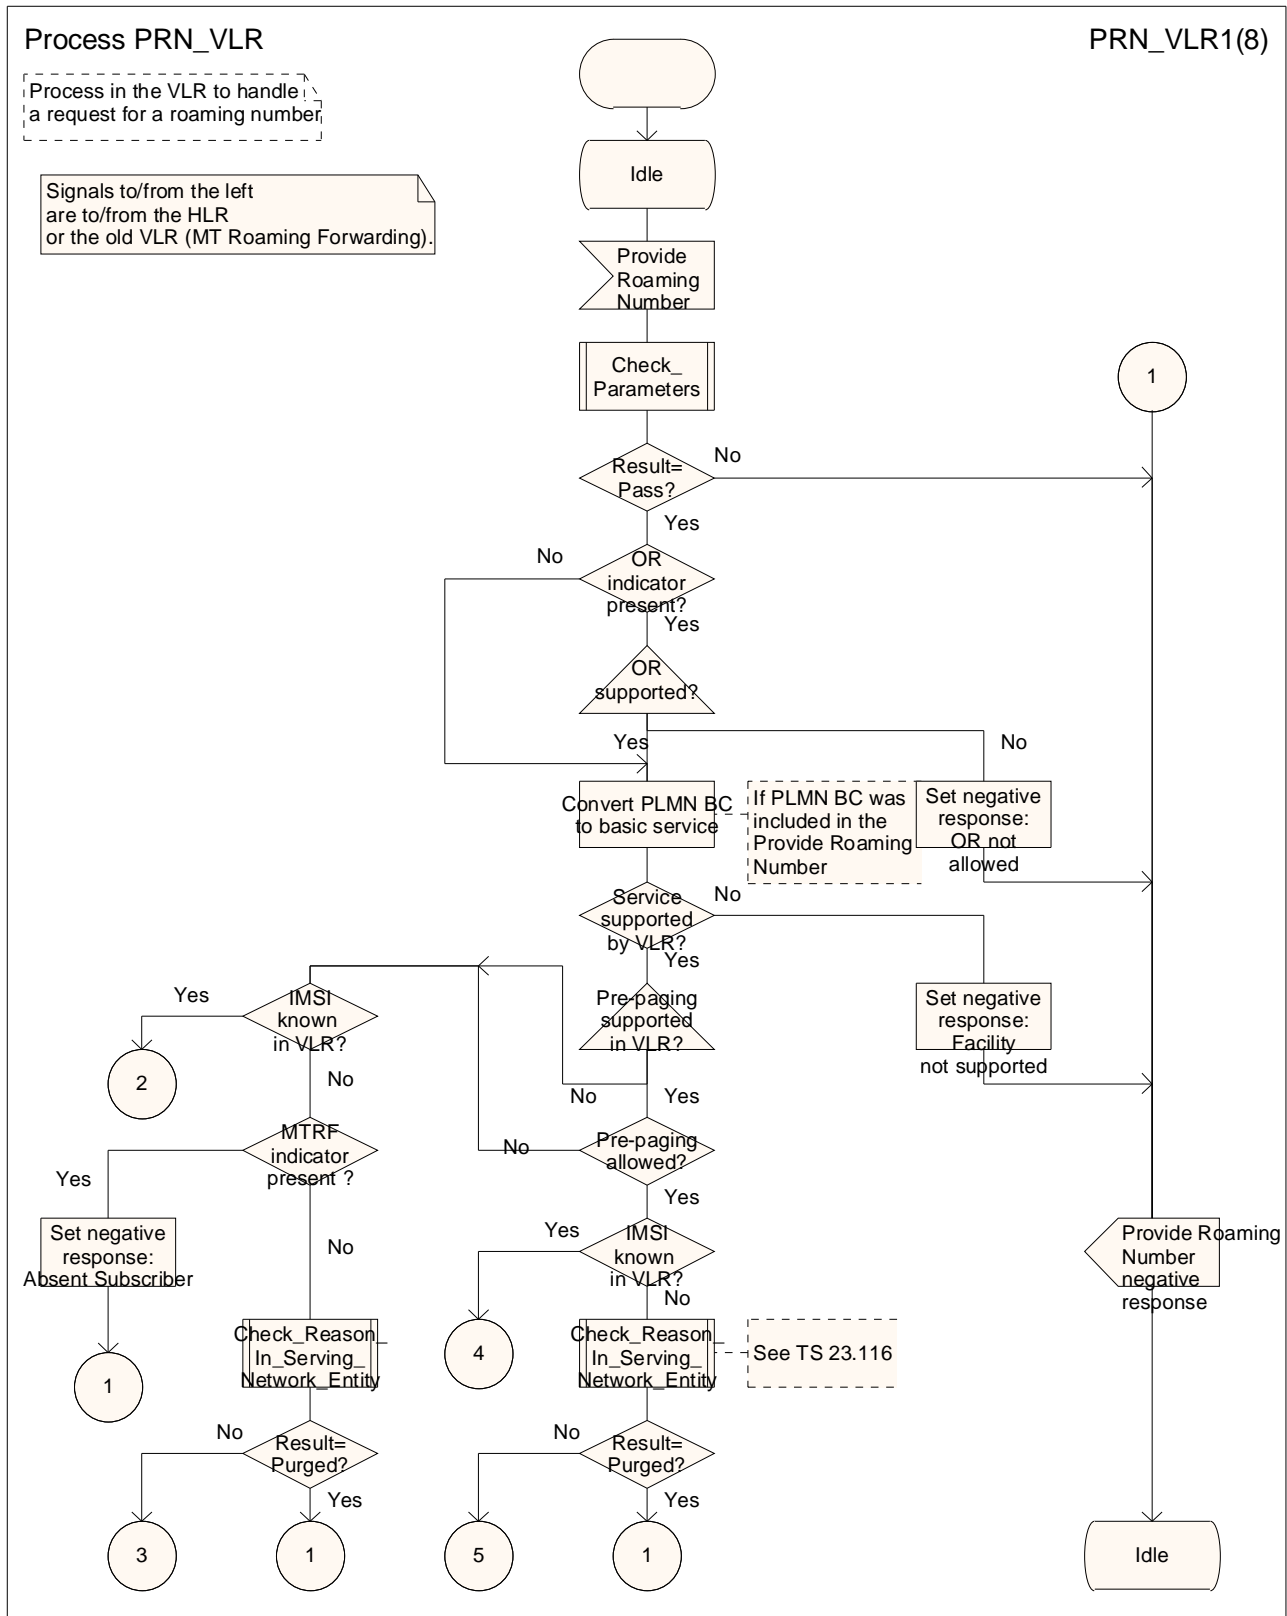 Process PRN_VLR
PRN_VLR1(8)
Process in the VLR to handle
a request for a roaming number
Signals to/from the left
are to/from the HLR
or the old VLR (MT Roaming Forwarding).
Idle
Provide
Roaming
Number
Check_
Parameters
1
Result=
Pass?
No
Yes
OR
indicator
present?
No
Yes
OR
supported?
Yes
No
Convert PLMN BC
to basic service
If PLMN BC was
included in the
Provide Roaming
Number
Set negative
response:
OR not
allowed
Service
supported
by VLR?
No
Yes
Yes
IMSI
known
in VLR?
Pre-paging
supported
in VLR?
Set negative
response:
Facility
not supported
2
No
No
Yes
MTRF
indicator
present ?
Yes
No
Pre-paging
allowed?
Yes
Set negative
response:
Absent Subscriber
No
Yes
IMSI
known
in VLR?
No
Provide Roaming
Number
negative
response
1
Check_Reason_
In_Serving_
Network_Entity
4
Check_Reason_
In_Serving_
Network_Entity
See TS 23.116
No
Result=
Purged?
Yes
No
Result=
Purged?
Yes
3
1
5
1
Idle